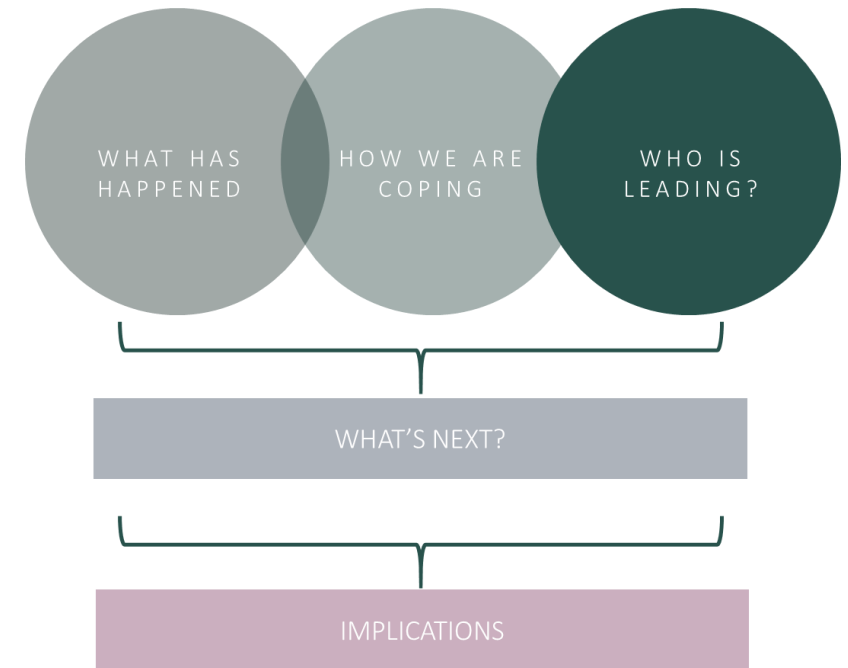 WHAT HAS
HAPPENED
HOW WE ARE
COPING
WHO IS
LEADING?
WHAT'S NEXT?
IMPLICATIONS